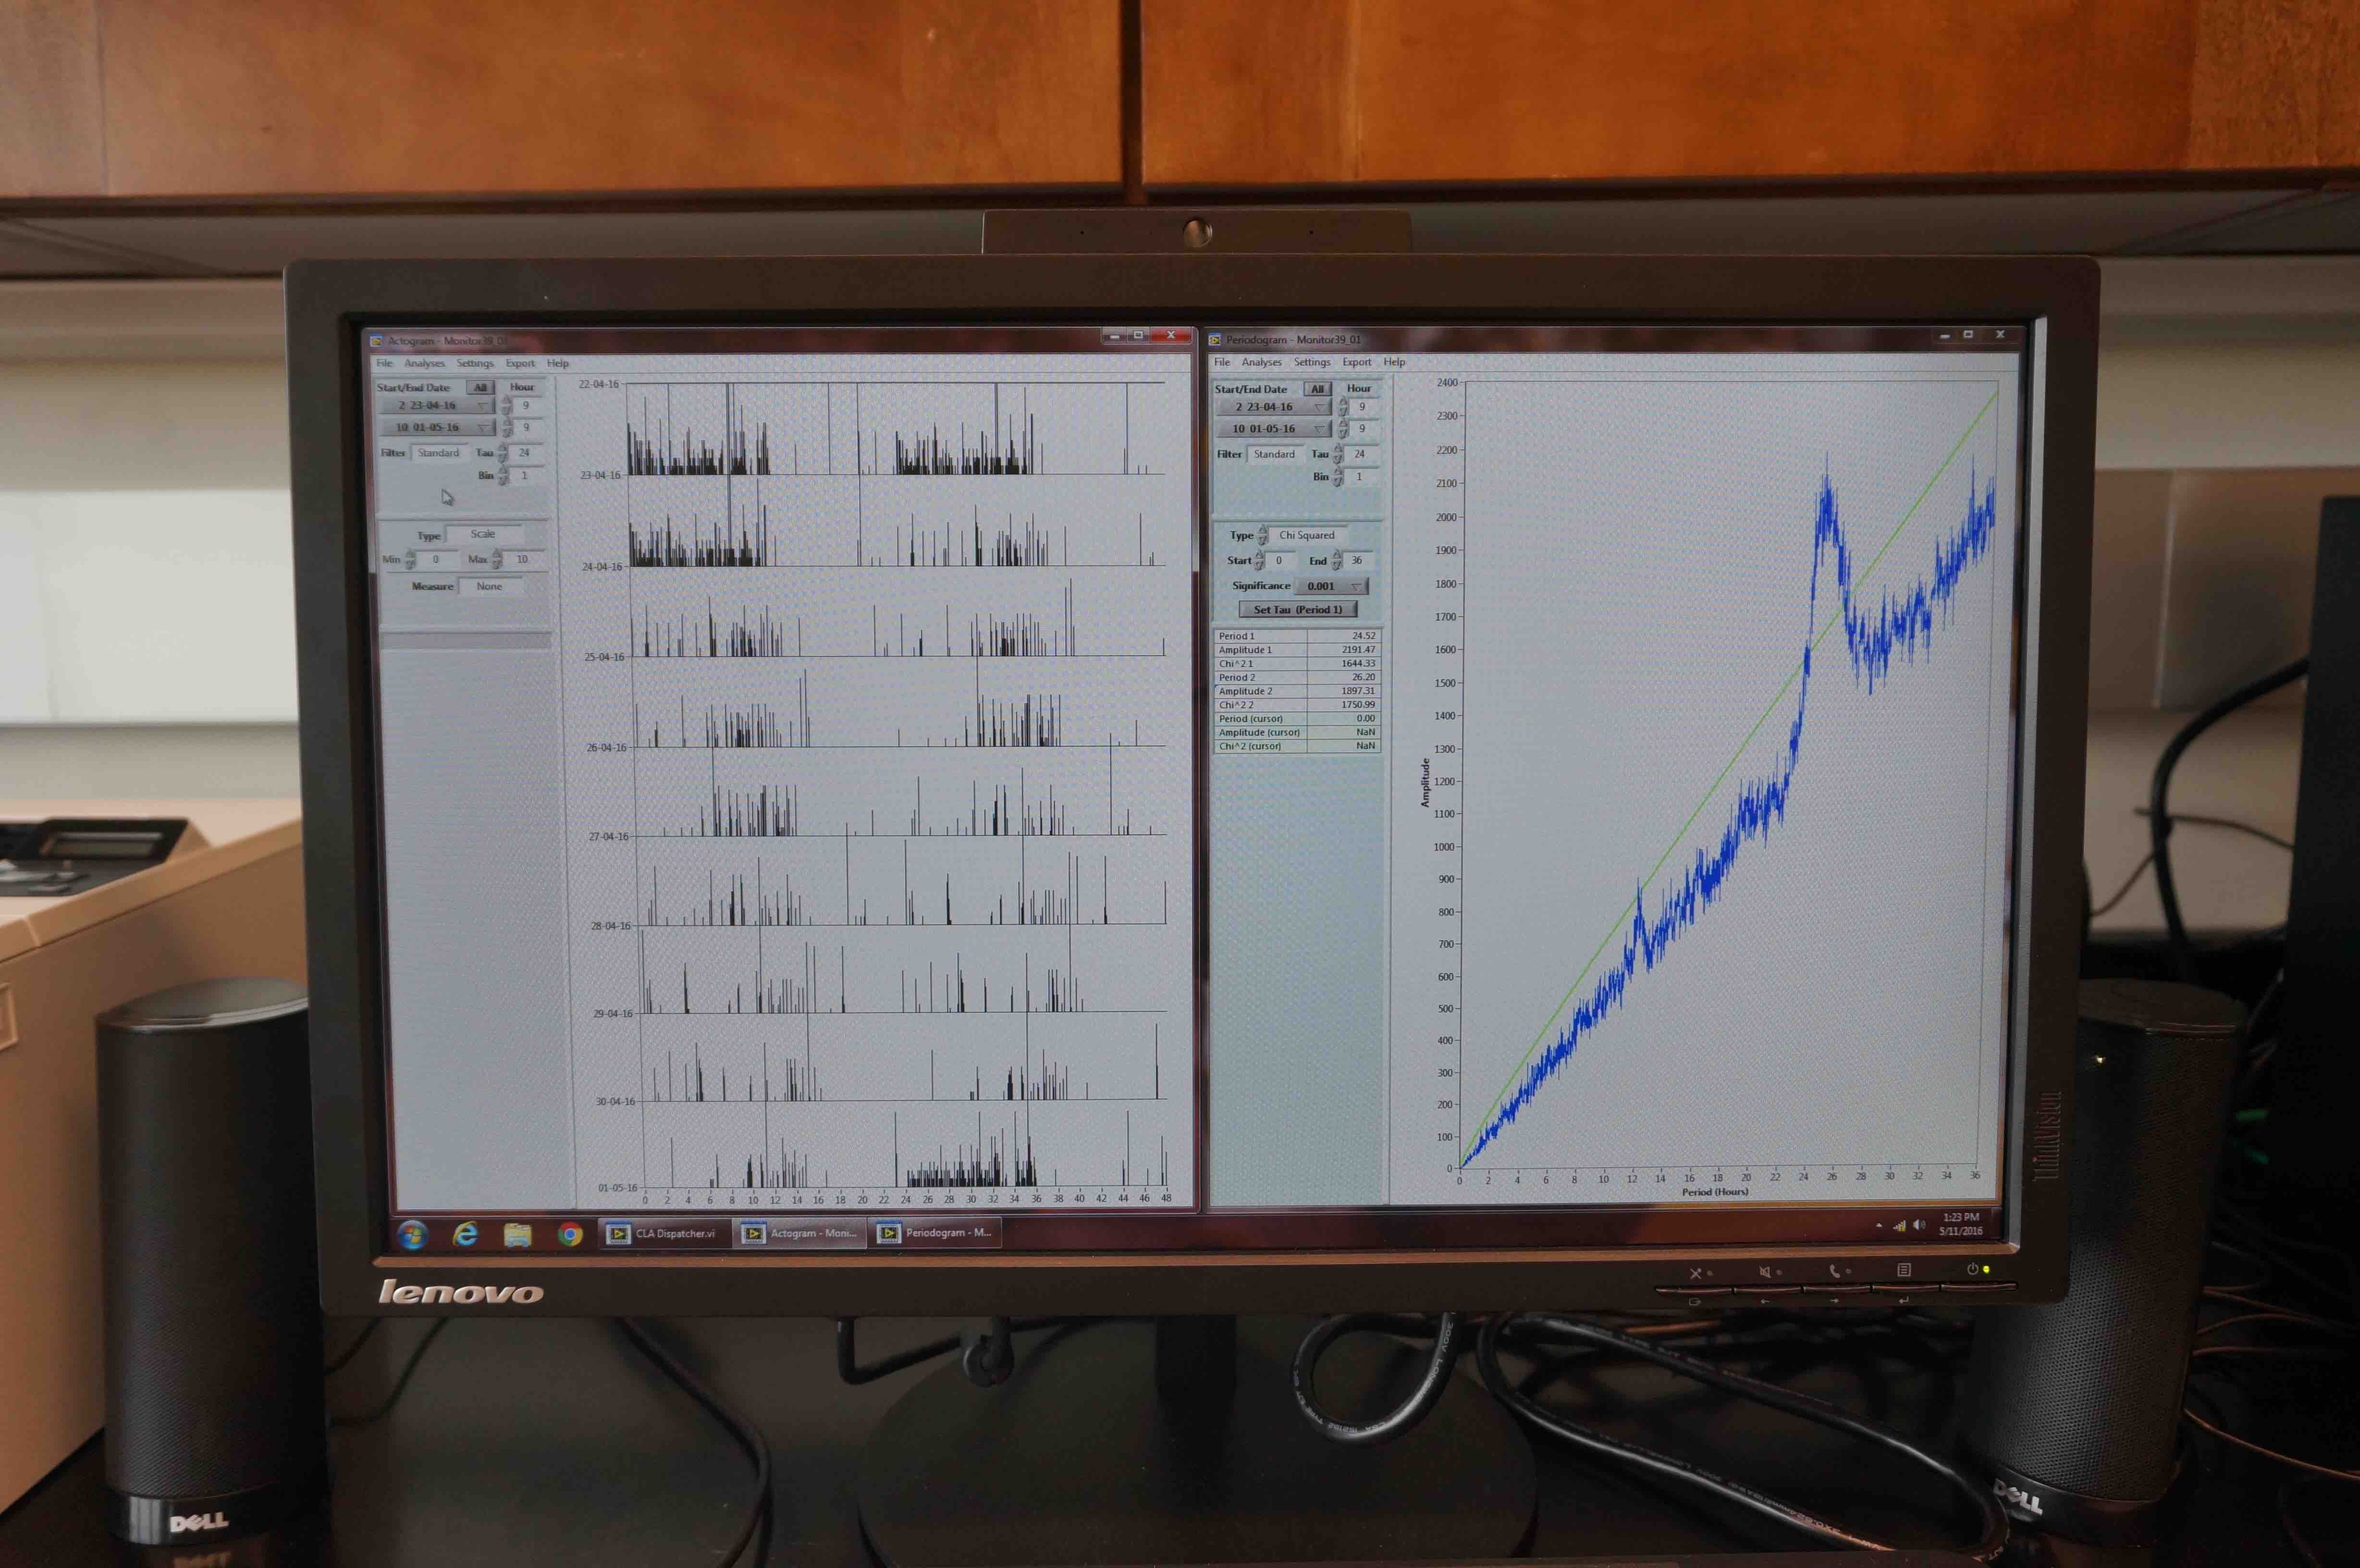 Actogram - Monitor39_01
File Analyses Settings Export Help
Start/End Date All Hour
2 23-04-16 9
10 01-05-16 9
Filter Standard Tau 24
Bin 1
Type Scale
Min 0 Max 10
Measure None
22-04-16
23-04-16
24-04-16
25-04-16
26-04-16
27-04-16
28-04-16
29-04-16
30-04-16
01-05-16
0 2 4 6 8 10 12 14 16 18 20 22 24 26 28 30 32 34 36 38 40 42 44 46 48
Periodogram - Monitor39_01
File Analyses Settings Export Help
Start/End Date All Hour
2 23-04-16 9
10 01-05-16 9
Filter Standard Tau 24
Bin 1
Type Chi Squared
Start 0 End 36
Significance 0.001
Set Tau (Period 1)
Period 1 24.52
Amplitude 1 2191.47
Chi^2 1 1644.33
Period 2 26.20
Amplitude 2 1897.31
Chi^2 2 1750.99
Period (cursor) 0.00
Amplitude (cursor) NaN
Chi^2 (cursor) NaN
Amplitude
2400
2300
2200
2100
2000
1900
1800
1700
1600
1500
1400
1300
1200
1100
1000
900
800
700
600
500
400
300
200
100
0
0 2 4 6 8 10 12 14 16 18 20 22 24 26 28 30 32 34 36
Period (Hours)
CLA Dispatcher.vi
Actogram - Moni...
Periodogram - M...
1:23 PM
5/11/2016
lenovo
ThinkVision
DELL
DELL